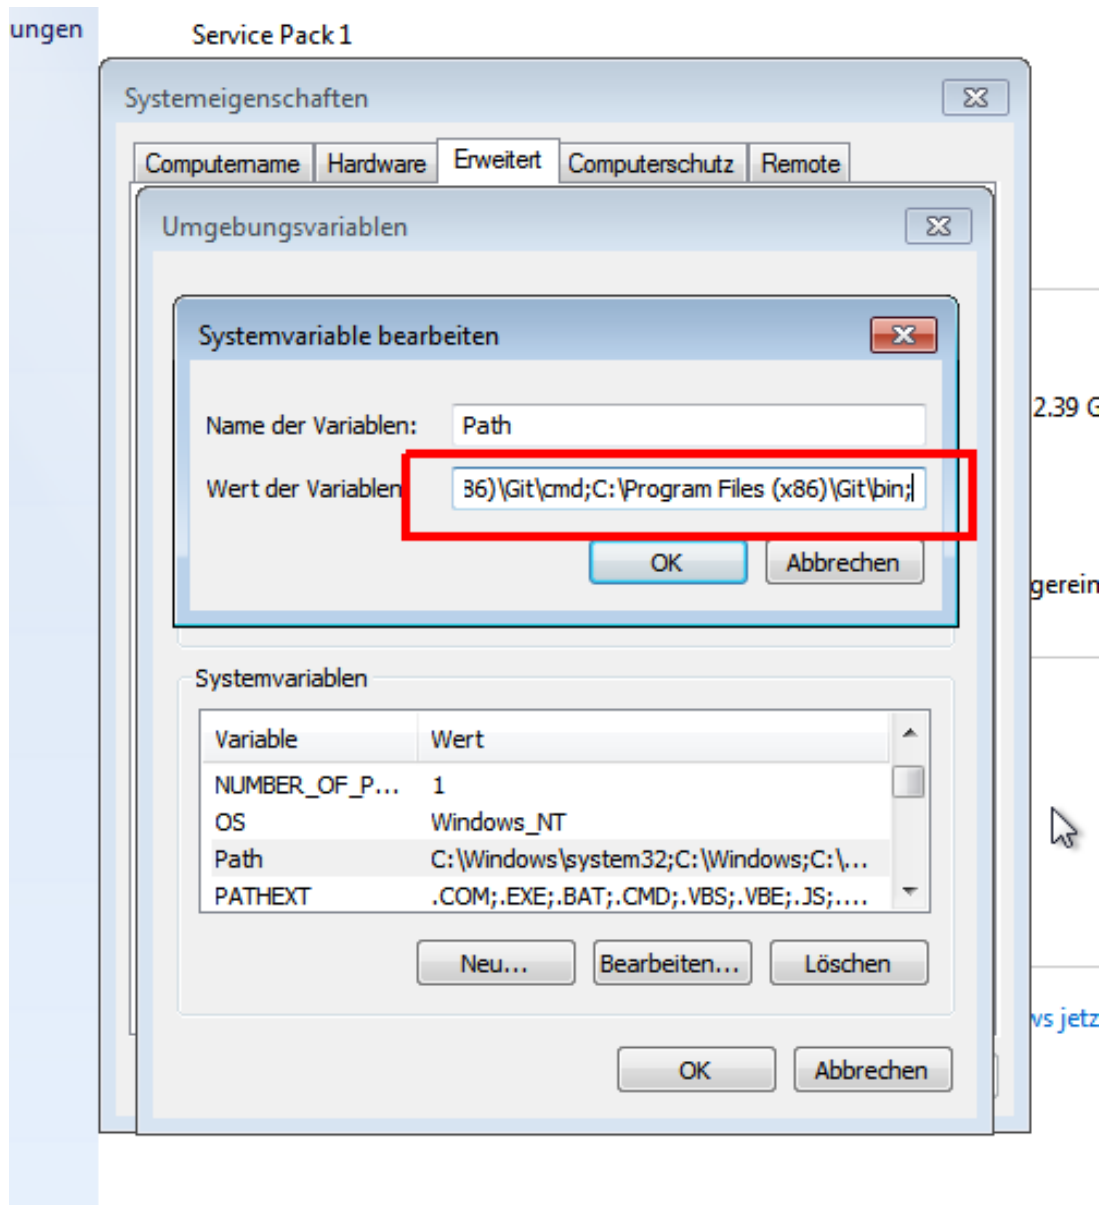 ungen
Service Pack 1
Systemeigenschaften
Computername Hardware Erweitert Computerschutz Remote
Umgebungsvariablen
Systemvariable bearbeiten
Name der Variablen: Path
2.39 G
Wert der Variablen 36)\Git\cmd;C:\Program Files (x86)\Git\bin;
OK Abbrechen
gerein
Systemvariablen
Variable Wert
NUMBER_OF_P... 1
OS Windows_NT
Path C:\Windows\system32;C:\Windows;C:\...
PATHEXT .COM;.EXE;.BAT;.CMD;.VBS;.VBE;.JS;....
Neu... Bearbeiten... Löschen
vs jetz
OK Abbrechen